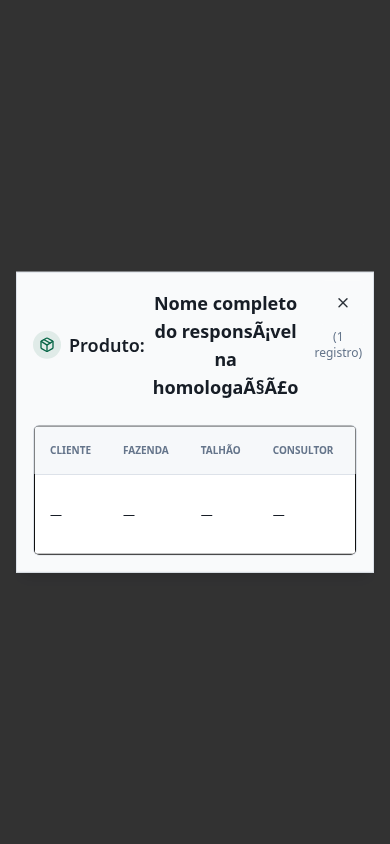 Nome completo
do responsÃ¡vel
na
homologaÃ§Ã£o
Produto:
(1
registro)
CLIENTE FAZENDA TALHÃO CONSULTOR
— — — —